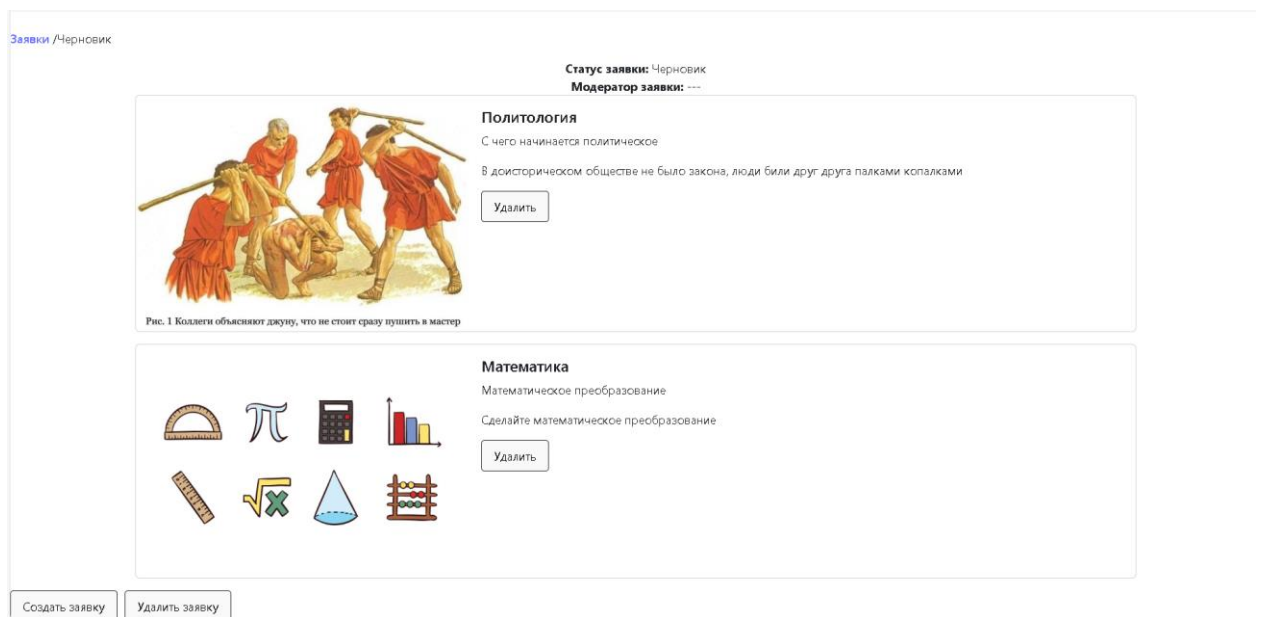 Заявки /Черновик
Статус заявки: Черновик
Модератор заявки: ---
Политология
С чего начинается политическое
В доисторическом обществе не было закона, люди били друг друга палками копалками
Удалить
Рис. 1 Коллеги объясняют джуну, что не стоит сразу пушить в мастер
Математика
Математическое преобразование
Сделайте математическое преобразование
Удалить
Создать заявку
Удалить заявку